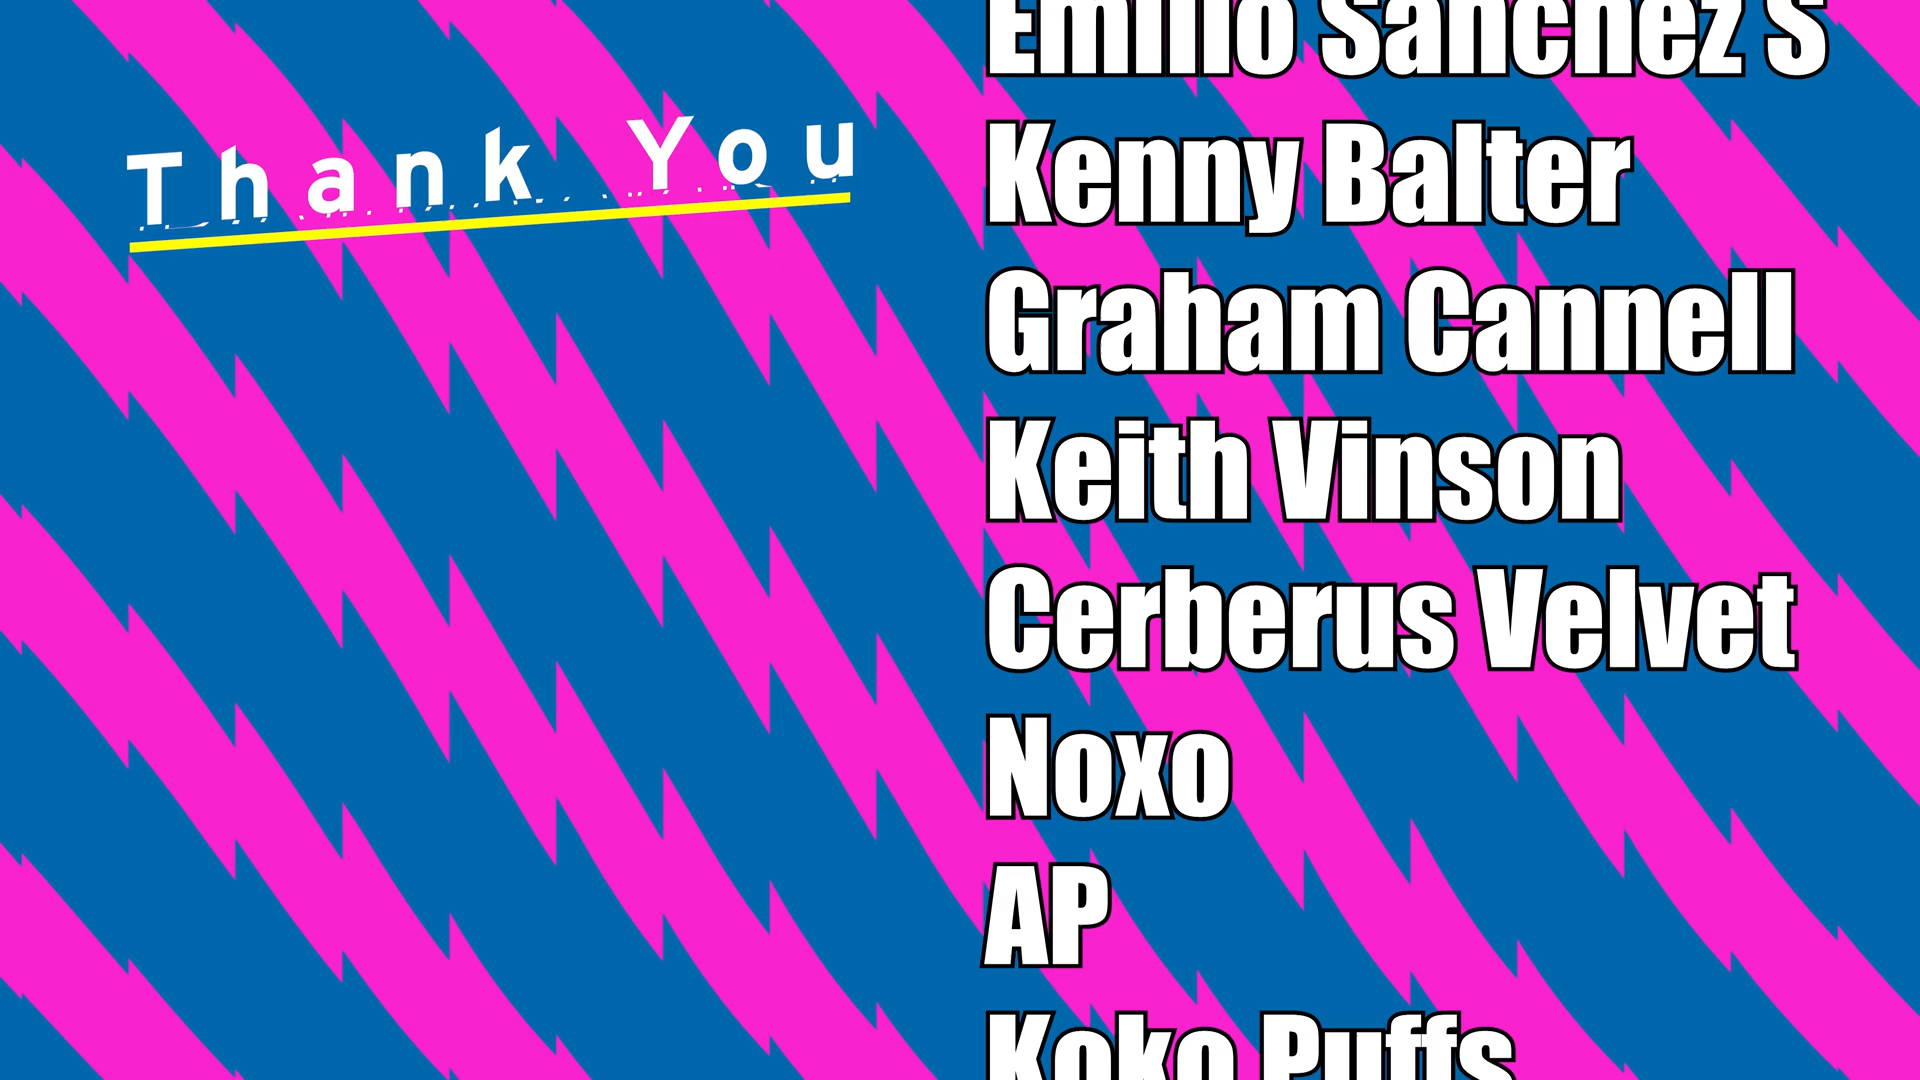 Thank You
Emilio Sanchez S
Kenny Balter
Graham Cannell
Keith Vinson
Cerberus Velvet
Noxo
AP
Koko Puffs